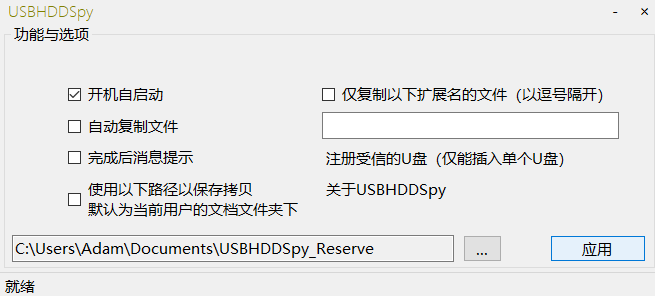 USBHDDSpy
功能与选项
开机自启动
仅复制以下扩展名的文件（以逗号隔开）
自动复制文件
完成后消息提示
注册受信的U盘（仅能插入单个U盘）
使用以下路径以保存拷贝
默认为当前用户的文档文件夹下
关于USBHDDSpy
C:\Users\Adam\Documents\USBHDDSpy_Reserve
...
应用
就绪